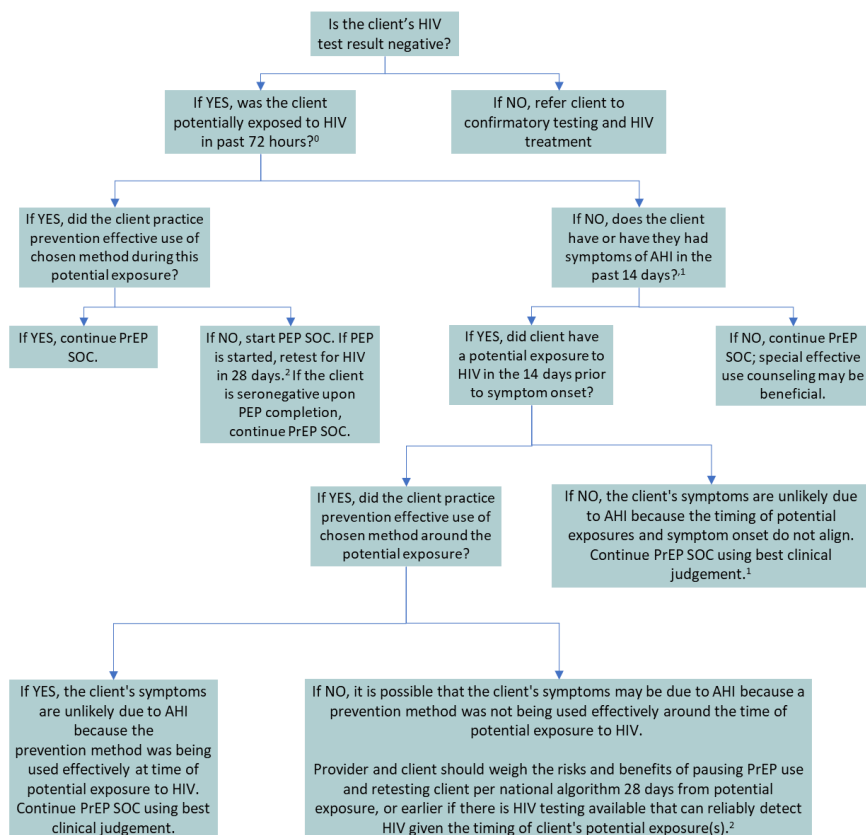 Is the client's HIV
test result negative?
If YES, was the client
potentially exposed to HIV
in past 72 hours?⁰
If NO, refer client to
confirmatory testing and HIV
treatment
If YES, did the client practice
prevention effective use of
chosen method during this
potential exposure?
If NO, does the client
have or have they had
symptoms of AHI in the
past 14 days?,¹
If YES, continue PrEP
SOC.
If NO, start PEP SOC. If PEP
is started, retest for HIV
in 28 days.² If the client
is seronegative upon
PEP completion,
continue PrEP SOC.
If YES, did client have
a potential exposure to
HIV in the 14 days prior
to symptom onset?
If NO, continue PrEP
SOC; special effective
use counseling may be
beneficial.
If YES, did the client practice
prevention effective use of
chosen method around the
potential exposure?
If NO, the client's symptoms are unlikely due
to AHI because the timing of potential
exposures and symptom onset do not align.
Continue PrEP SOC using best clinical
judgement.¹
If YES, the client's symptoms
are unlikely due to AHI
because the
prevention method was being
used effectively at time of
potential exposure to HIV.
Continue PrEP SOC using best
clinical judgement.
If NO, it is possible that the client's symptoms may be due to AHI because a
prevention method was not being used effectively around the time of
potential exposure to HIV.
Provider and client should weigh the risks and benefits of pausing PrEP use
and retesting client per national algorithm 28 days from potential
exposure, or earlier if there is HIV testing available that can reliably detect
HIV given the timing of client's potential exposure(s).²